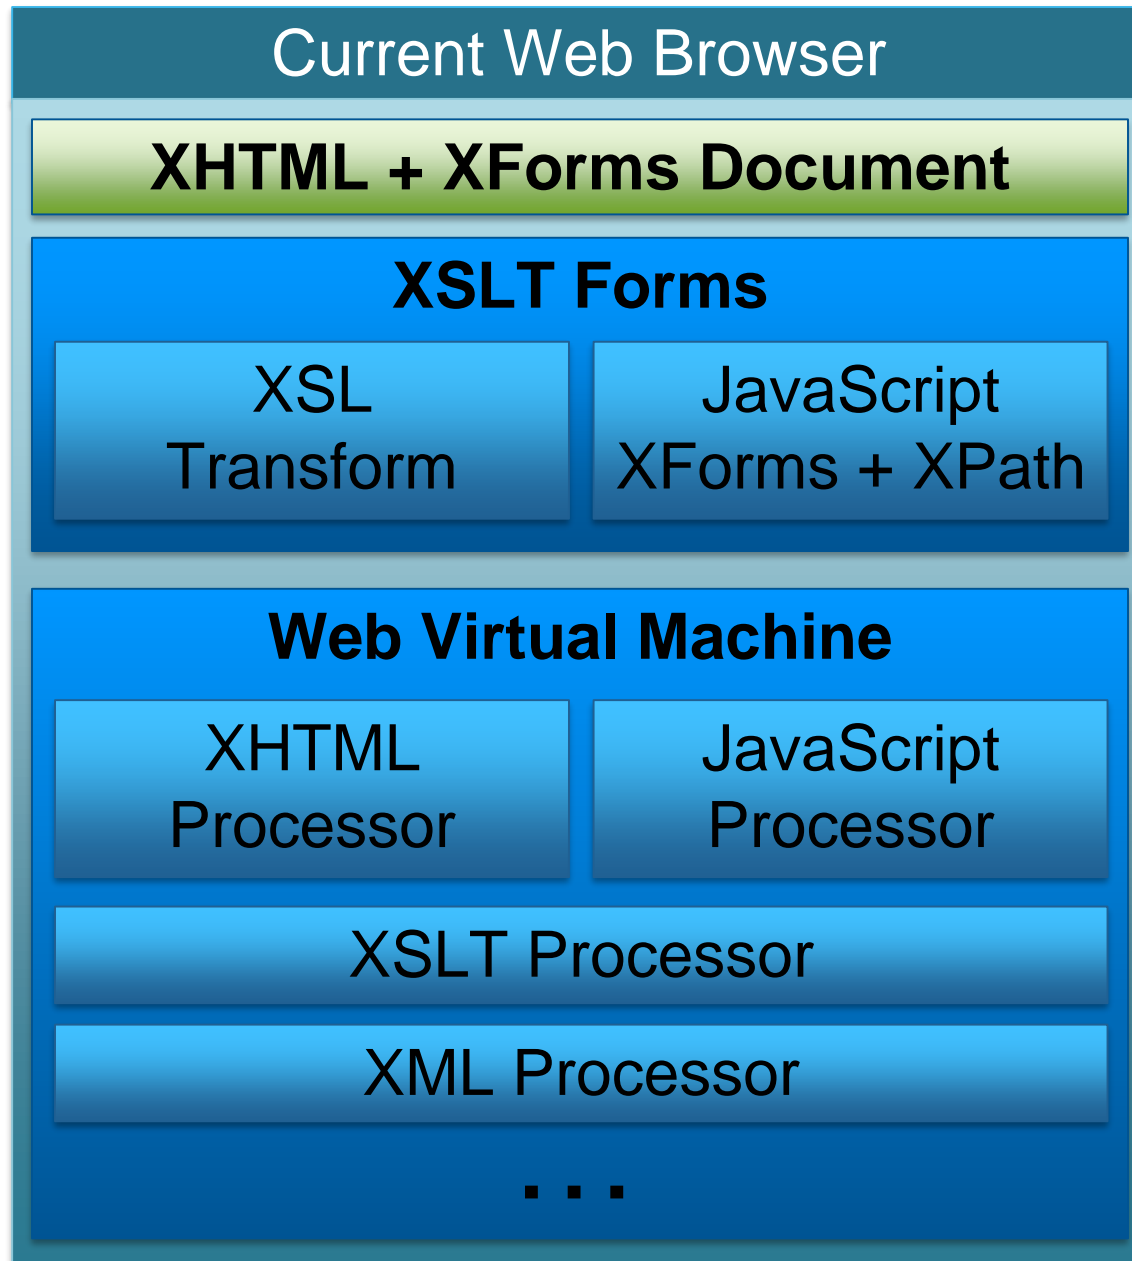 Current Web Browser
XHTML + XForms Document
XSLT Forms
XSL
Transform
JavaScript
XForms + XPath
Web Virtual Machine
XHTML
Processor
JavaScript
Processor
XSLT Processor
XML Processor
...